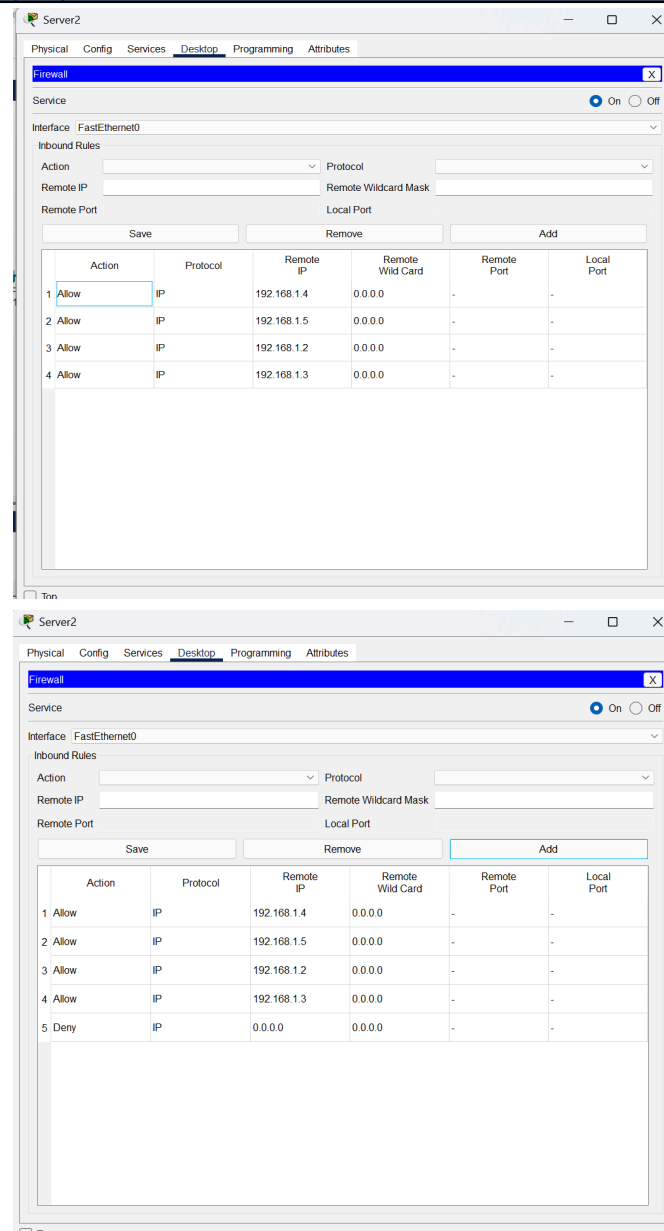 Server2
Physical Config Services Desktop Programming Attributes
Firewall X
Service On Off
Interface FastEthernet0
Inbound Rules
Action Protocol
Remote IP Remote Wildcard Mask
Remote Port Local Port
Save Remove Add
Action Protocol Remote IP Remote Wild Card Remote Port Local Port
1 Allow IP 192.168.1.4 0.0.0.0 - -
2 Allow IP 192.168.1.5 0.0.0.0 - -
3 Allow IP 192.168.1.2 0.0.0.0 - -
4 Allow IP 192.168.1.3 0.0.0.0 - -
Top
Server2
Physical Config Services Desktop Programming Attributes
Firewall X
Service On Off
Interface FastEthernet0
Inbound Rules
Action Protocol
Remote IP Remote Wildcard Mask
Remote Port Local Port
Save Remove Add
Action Protocol Remote IP Remote Wild Card Remote Port Local Port
1 Allow IP 192.168.1.4 0.0.0.0 - -
2 Allow IP 192.168.1.5 0.0.0.0 - -
3 Allow IP 192.168.1.2 0.0.0.0 - -
4 Allow IP 192.168.1.3 0.0.0.0 - -
5 Deny IP 0.0.0.0 0.0.0.0 - -